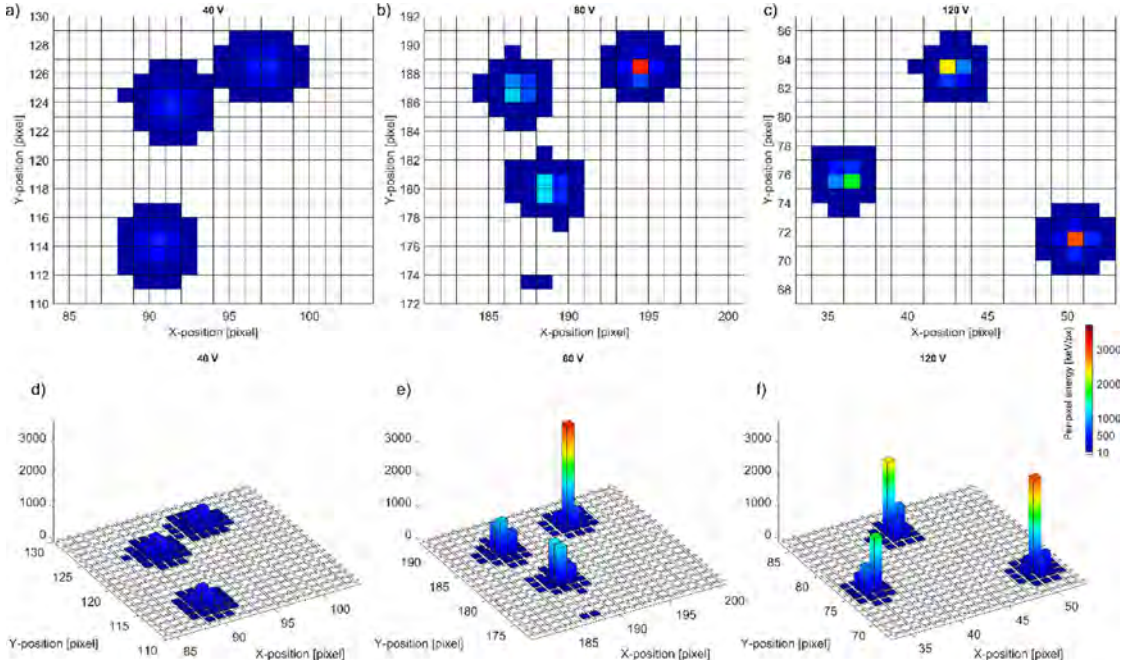 a) 40 V
130
128
126
124
122
120
118
116
114
112
110
Y-position [pixel]
85 90 95 100
X-position [pixel]
b) 80 V
192
190
188
186
184
182
180
178
176
174
172
Y-position [pixel]
185 190 195 200
X-position [pixel]
c) 120 V
86
84
82
80
78
76
74
72
70
68
Y-position [pixel]
35 40 45 50
X-position [pixel]
Per-pixel energy [keV/px]
3000
2000
1000
500
10
d) 40 V
3000
2000
1000
0
130
125
120
115
110
Y-position [pixel]
85 90 95 100
X-position [pixel]
e) 80 V
3000
2000
1000
0
190
185
180
175
Y-position [pixel]
185 190 195 200
X-position [pixel]
f) 120 V
3000
2000
1000
0
85
80
75
70
Y-position [pixel]
35 40 45 50
X-position [pixel]